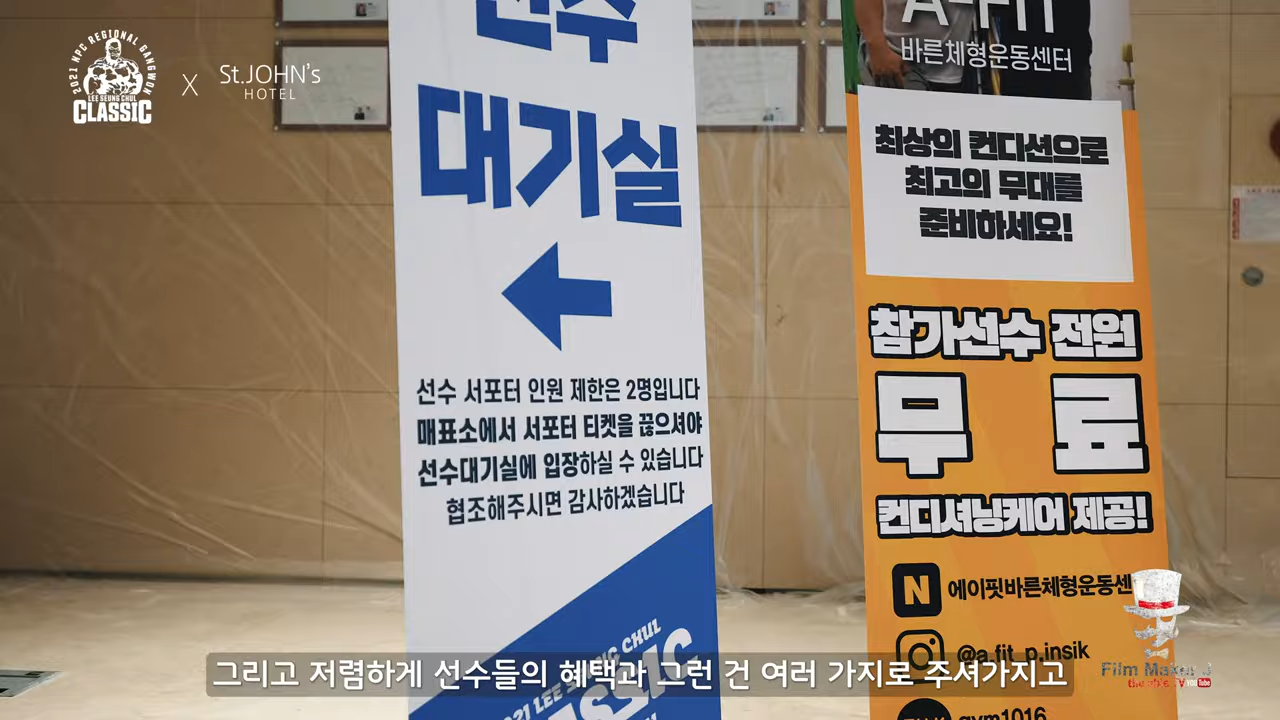 2021 NPC REGIONAL GANGWON
LEE SEUNG CHUL
CLASSIC
X
St.JOHN's
HOTEL
선수
대기실
선수 서포터 인원 제한은 2명입니다
매표소에서 서포터 티켓을 끊으셔야
선수대기실에 입장하실 수 있습니다
협조해주시면 감사하겠습니다
2021 LEE SEUNG CHUL
CLASSIC
A-FIT
바른체형운동센터
최상의 컨디션으로
최고의 무대를
준비하세요!
참가선수 전원
무료
컨디셔닝케어 제공!
N 에이핏바른체형운동센
@a.fit_p.insik
gym1016
그리고 저렴하게 선수들의 혜택과 그런 건 여러 가지로 주셔가지고
Film Maker J
YouTube